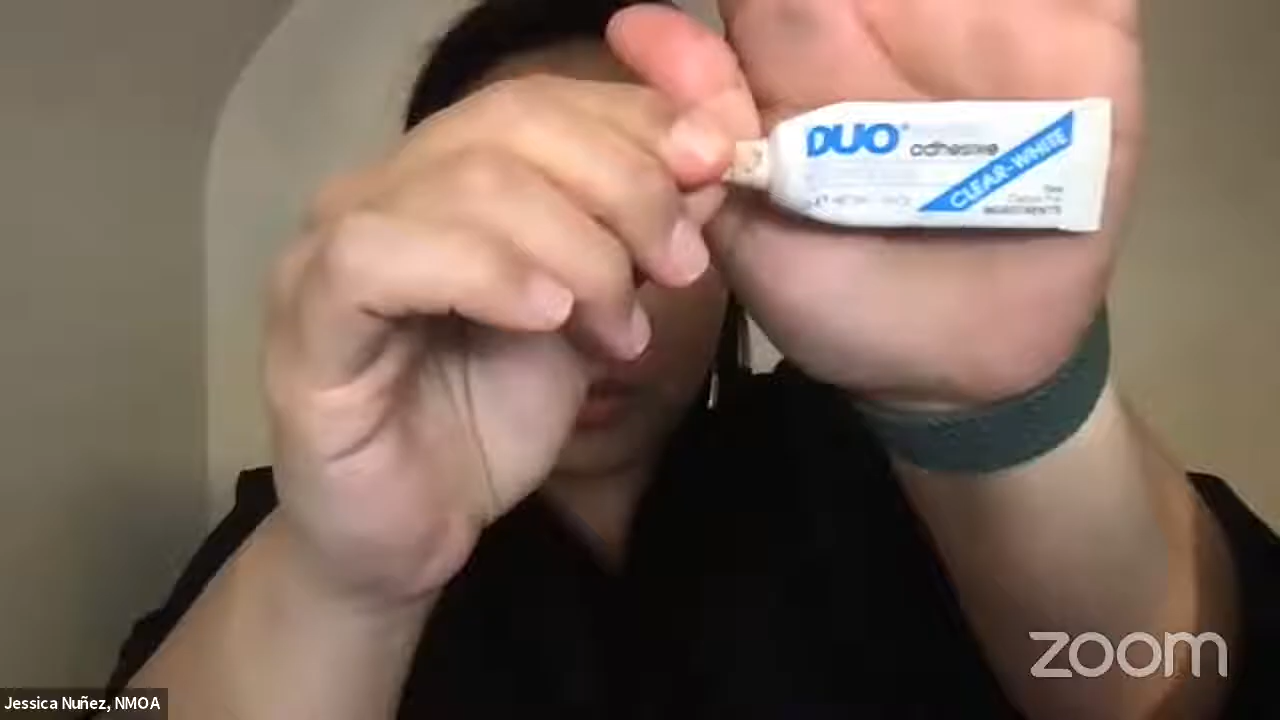 DUO®
adhesive
CLEAR-WHITE
zoom
Jessica Nuñez, NMOA